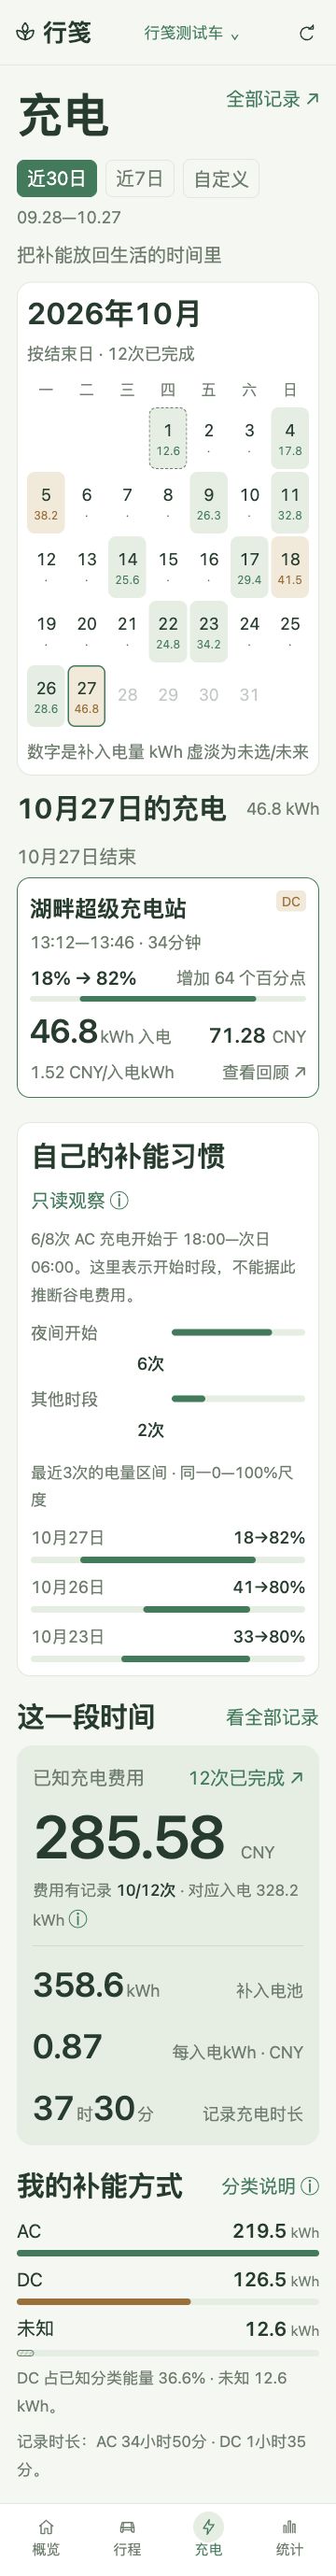 行笺
行笺测试车
充电
全部记录 ↗
近30日 近7日 自定义
09.28—10.27
把补能放回生活的时间里
2026年10月
按结束日 · 12次已完成
一 二 三 四 五 六 日
1 2 3 4
12.6 · · 17.8
5 6 7 8 9 10 11
38.2 · · · 26.3 · 32.8
12 13 14 15 16 17 18
· · 25.6 · · 29.4 41.5
19 20 21 22 23 24 25
· · · 24.8 34.2 · ·
26 27 28 29 30 31
28.6 46.8
数字是补入电量 kWh 虚淡为未选/未来
10月27日的充电 46.8 kWh
10月27日结束
湖畔超级充电站 DC
13:12—13:46 · 34分钟
18% → 82% 增加 64 个百分点
46.8 kWh 入电 71.28 CNY
1.52 CNY/入电kWh 查看回顾 ↗
自己的补能习惯
只读观察 ⓘ
6/8次 AC 充电开始于 18:00—次日
06:00。这里表示开始时段，不能据此
推断谷电费用。
夜间开始
6次
其他时段
2次
最近3次的电量区间 · 同一0—100%尺
度
10月27日 18→82%
10月26日 41→80%
10月23日 33→80%
这一段时间 看全部记录
已知充电费用 12次已完成 ↗
285.58 CNY
费用有记录 10/12次 · 对应入电 328.2
kWh ⓘ
358.6 kWh 补入电池
0.87 每入电kWh · CNY
37时30分 记录充电时长
我的补能方式 分类说明 ⓘ
AC 219.5 kWh
DC 126.5 kWh
未知 12.6 kWh
DC 占已知分类能量 36.6% · 未知 12.6
kWh。
记录时长：AC 34小时50分 · DC 1小时35
分。
概览 行程 充电 统计